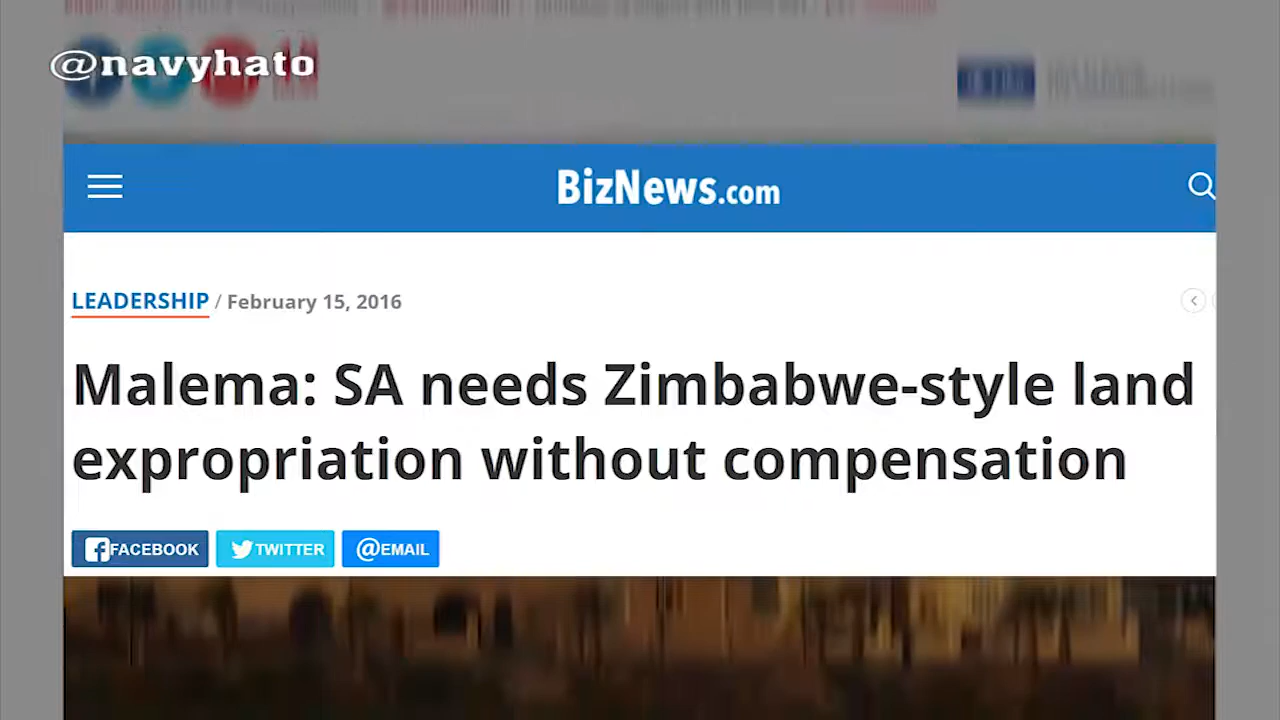 @navyhato
BizNews.com
LEADERSHIP / February 15, 2016
Malema: SA needs Zimbabwe-style land
expropriation without compensation
FACEBOOK TWITTER @EMAIL